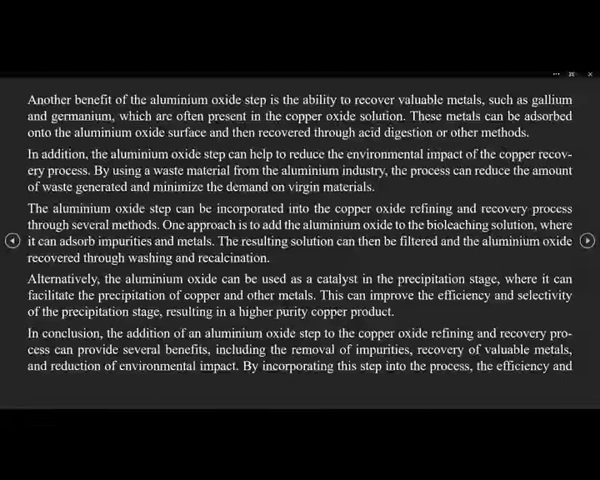 Another benefit of the aluminium oxide step is the ability to recover valuable metals, such as gallium
and germanium, which are often present in the copper oxide solution. These metals can be adsorbed
onto the aluminium oxide surface and then recovered through acid digestion or other methods.
In addition, the aluminium oxide step can help to reduce the environmental impact of the copper recov-
ery process. By using a waste material from the aluminium industry, the process can reduce the amount
of waste generated and minimize the demand on virgin materials.
The aluminium oxide step can be incorporated into the copper oxide refining and recovery process
through several methods. One approach is to add the aluminium oxide to the bioleaching solution, where
it can adsorb impurities and metals. The resulting solution can then be filtered and the aluminium oxide
recovered through washing and recalcination.
Alternatively, the aluminium oxide can be used as a catalyst in the precipitation stage, where it can
facilitate the precipitation of copper and other metals. This can improve the efficiency and selectivity
of the precipitation stage, resulting in a higher purity copper product.
In conclusion, the addition of an aluminium oxide step to the copper oxide refining and recovery pro-
cess can provide several benefits, including the removal of impurities, recovery of valuable metals,
and reduction of environmental impact. By incorporating this step into the process, the efficiency and